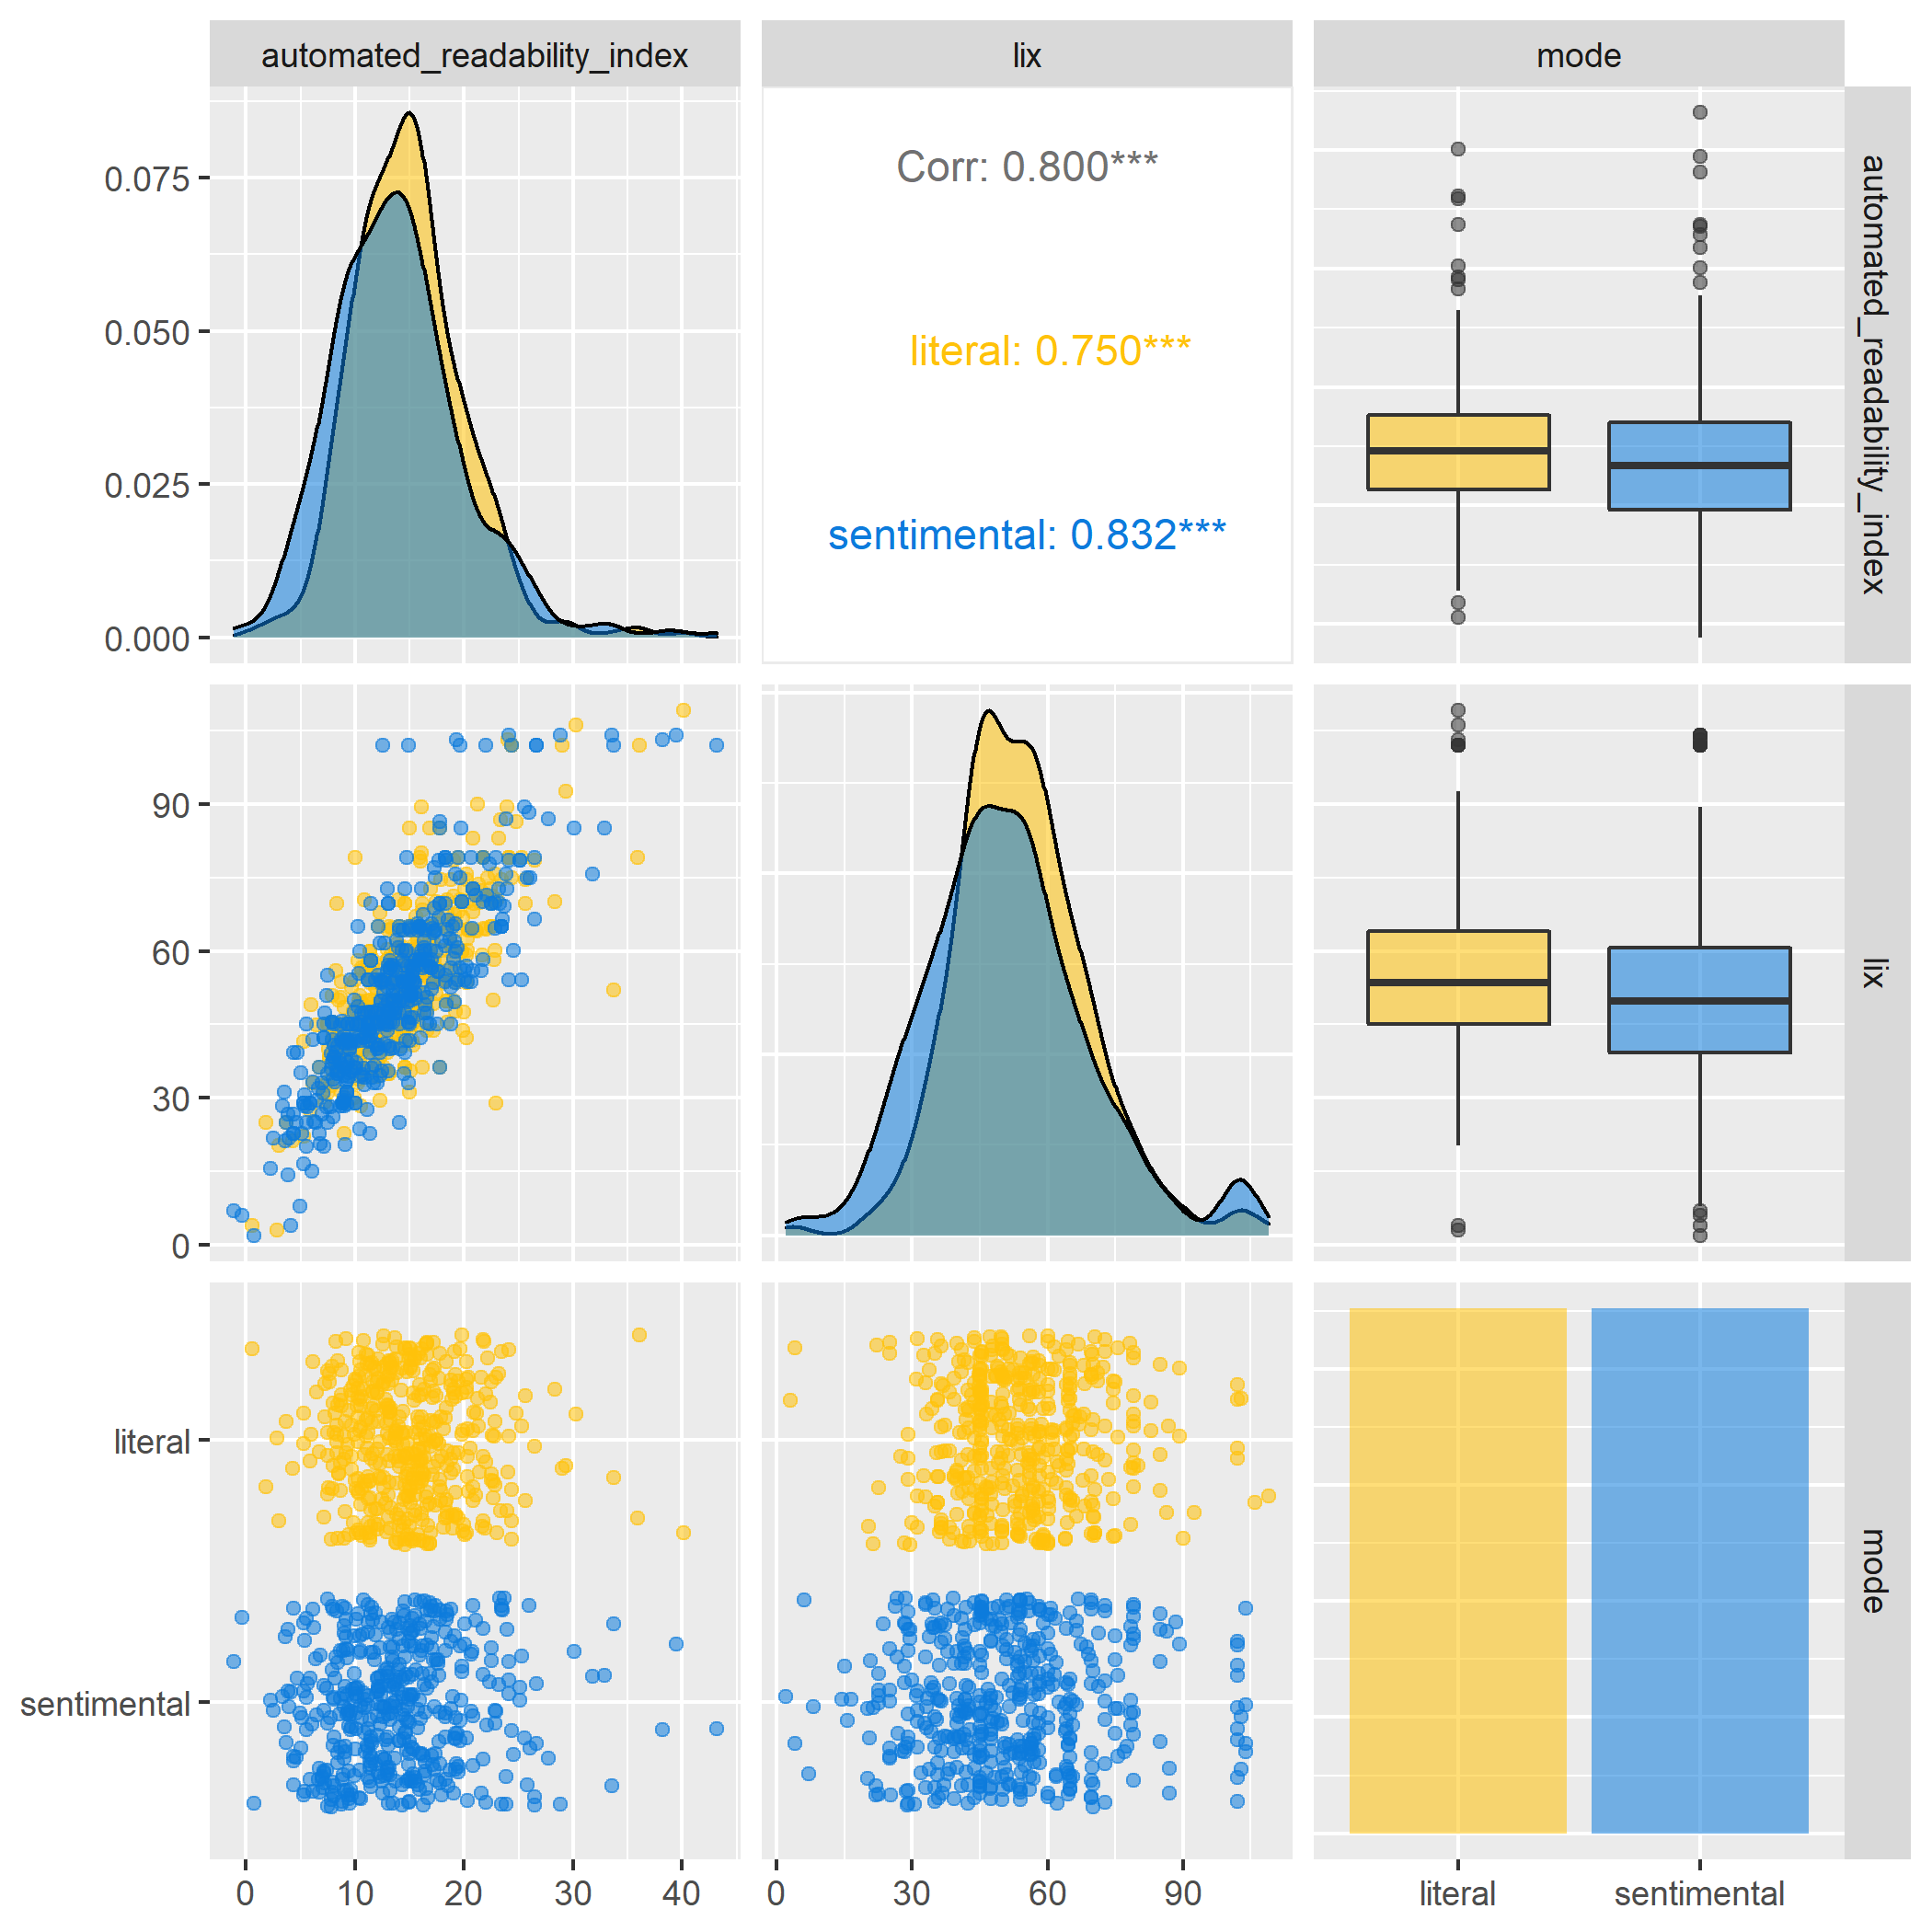 automated_readability_index
lix
mode
0.075
0.050
0.025
0.000
Corr: 0.800***
literal: 0.750***
sentimental: 0.832***
automated_readability_index
90
60
30
0
lix
literal
sentimental
mode
0 10 20 30 40
0 30 60 90
literal sentimental